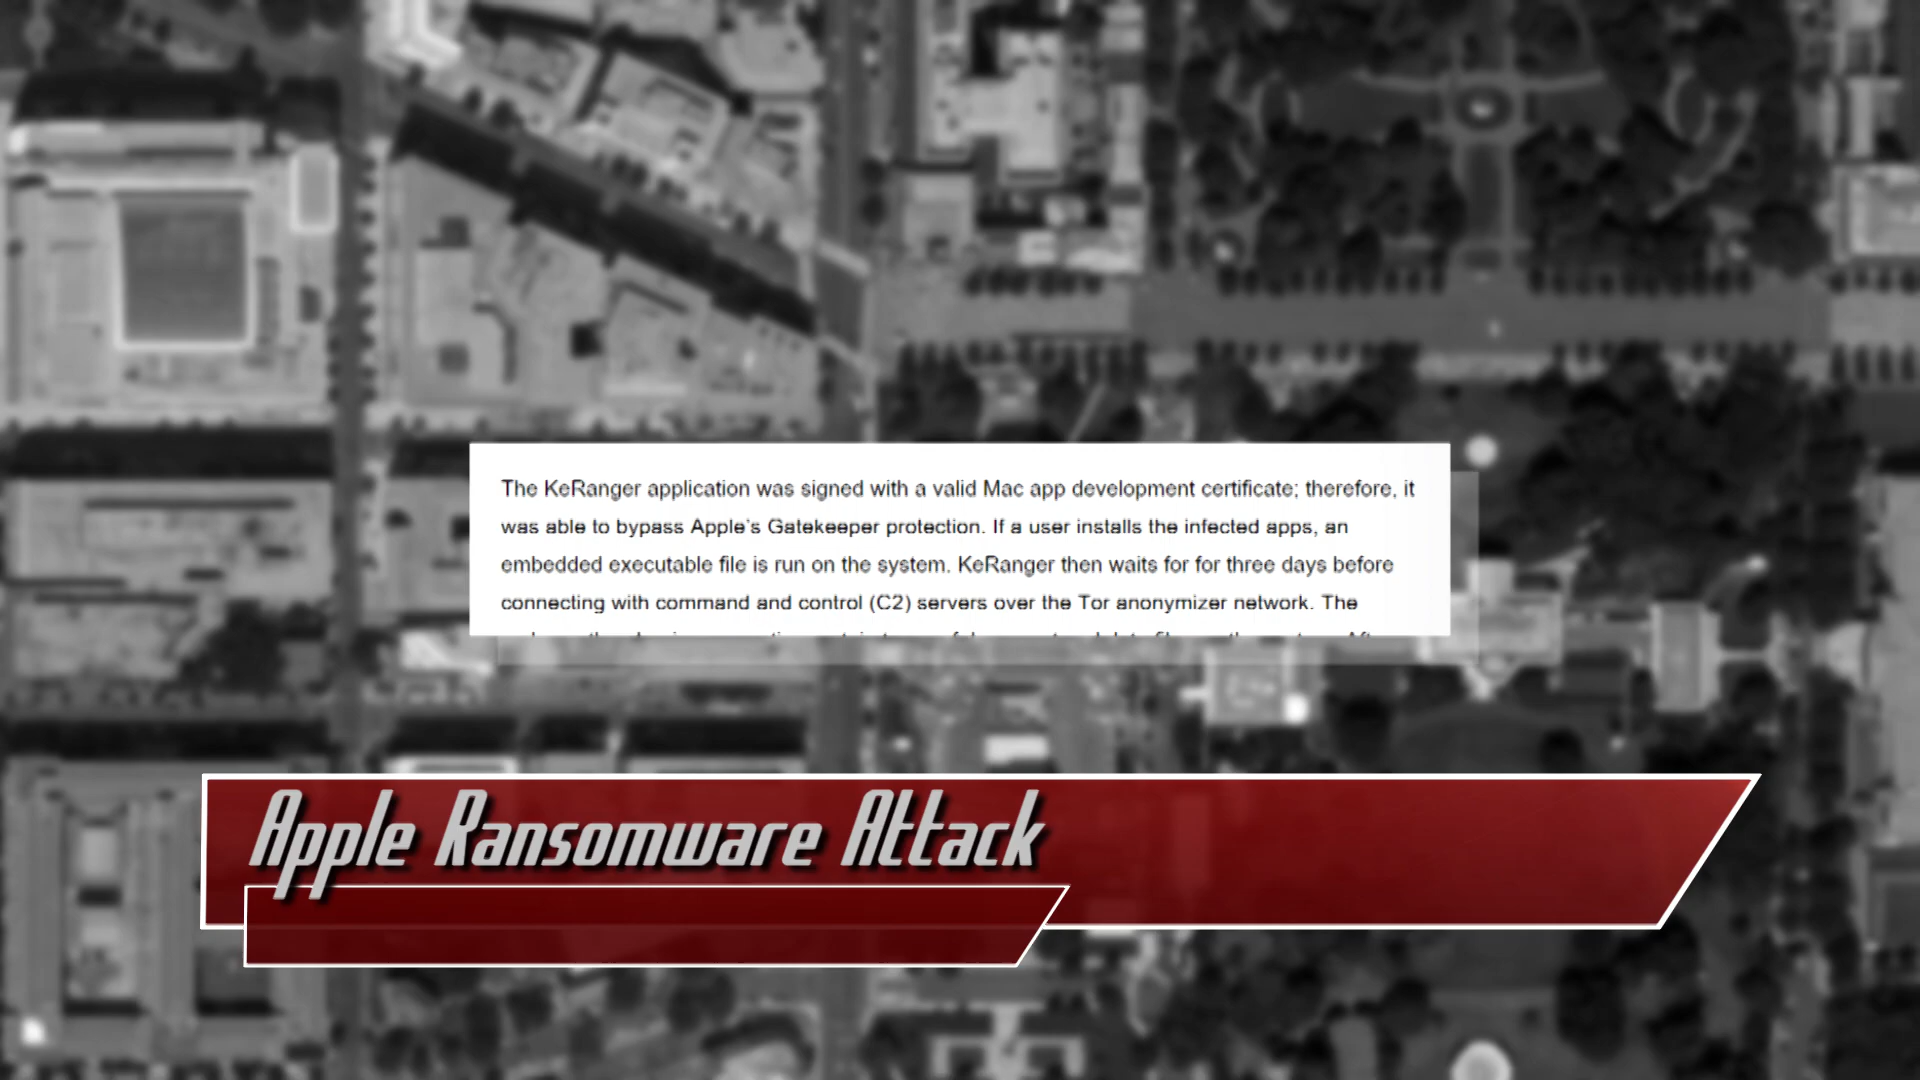 The KeRanger application was signed with a valid Mac app development certificate; therefore, it
was able to bypass Apple's Gatekeeper protection. If a user installs the infected apps, an
embedded executable file is run on the system. KeRanger then waits for for three days before
connecting with command and control (C2) servers over the Tor anonymizer network. The
Apple Ransomware Attack